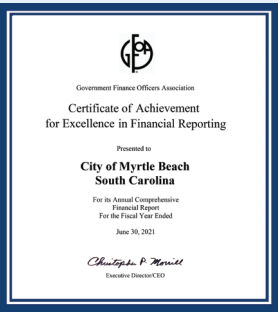 GFOA
Government Finance Officers Association
Certificate of Achievement
for Excellence in Financial Reporting
Presented to
City of Myrtle Beach
South Carolina
For its Annual Comprehensive
Financial Report
For the Fiscal Year Ended
June 30, 2021
Christopher P. Morrill
Executive Director/CEO